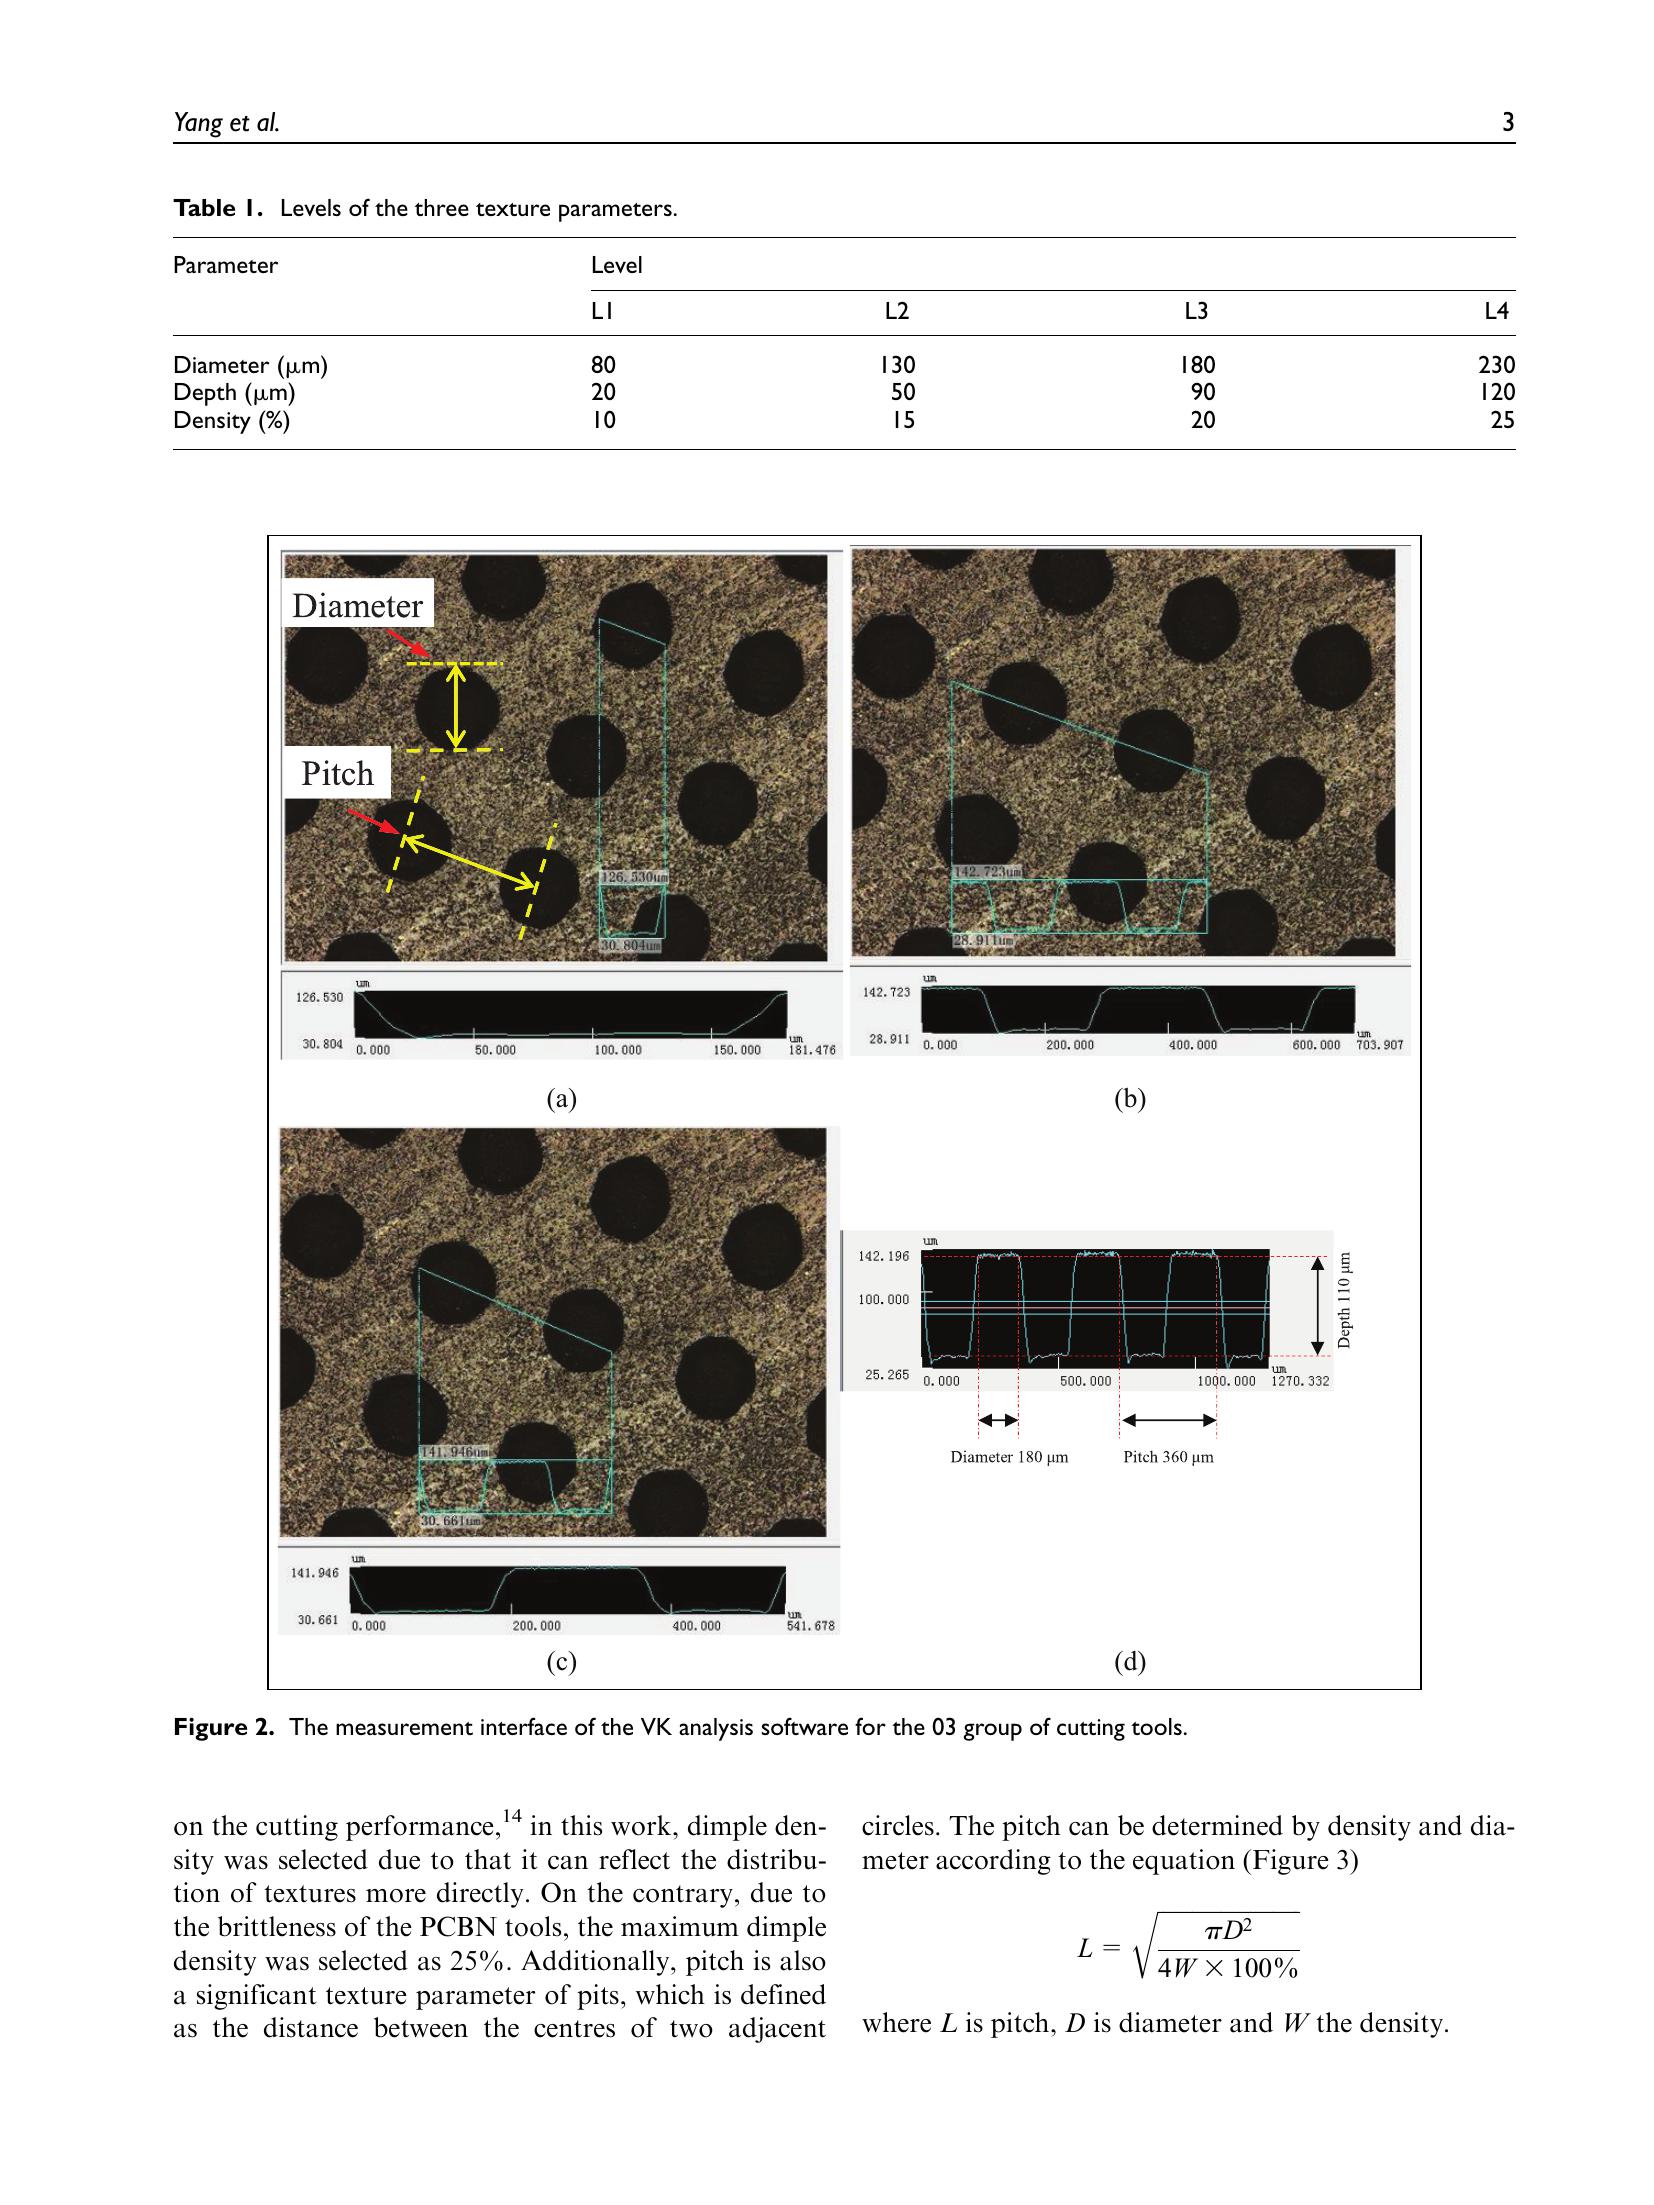 Yang et al.
3
Table 1. Levels of the three texture parameters.
Parameter Level
L1 L2 L3 L4
Diameter (μm) 80 130 180 230
Depth (μm) 20 50 90 120
Density (%) 10 15 20 25
Diameter
Pitch
126.530um
30.804um
um
126.530
30.804
0.000 50.000 100.000 150.000 um 181.476
(a)
142.723um
28.911um
um
142.723
28.911
0.000 200.000 400.000 600.000 um 703.907
(b)
141.946um
30.661um
um
141.946
30.661
0.000 200.000 400.000 um 541.678
(c)
um
142.196
100.000
25.265
0.000 500.000 1000.000 um 1270.332
Depth 110 μm
Diameter 180 μm Pitch 360 μm
(d)
Figure 2. The measurement interface of the VK analysis software for the 03 group of cutting tools.
on the cutting performance,14 in this work, dimple den-
sity was selected due to that it can reflect the distribu-
tion of textures more directly. On the contrary, due to
the brittleness of the PCBN tools, the maximum dimple
density was selected as 25%. Additionally, pitch is also
a significant texture parameter of pits, which is defined
as the distance between the centres of two adjacent
circles. The pitch can be determined by density and dia-
meter according to the equation (Figure 3)
L = √(πD² / 4W × 100%)
where L is pitch, D is diameter and W the density.